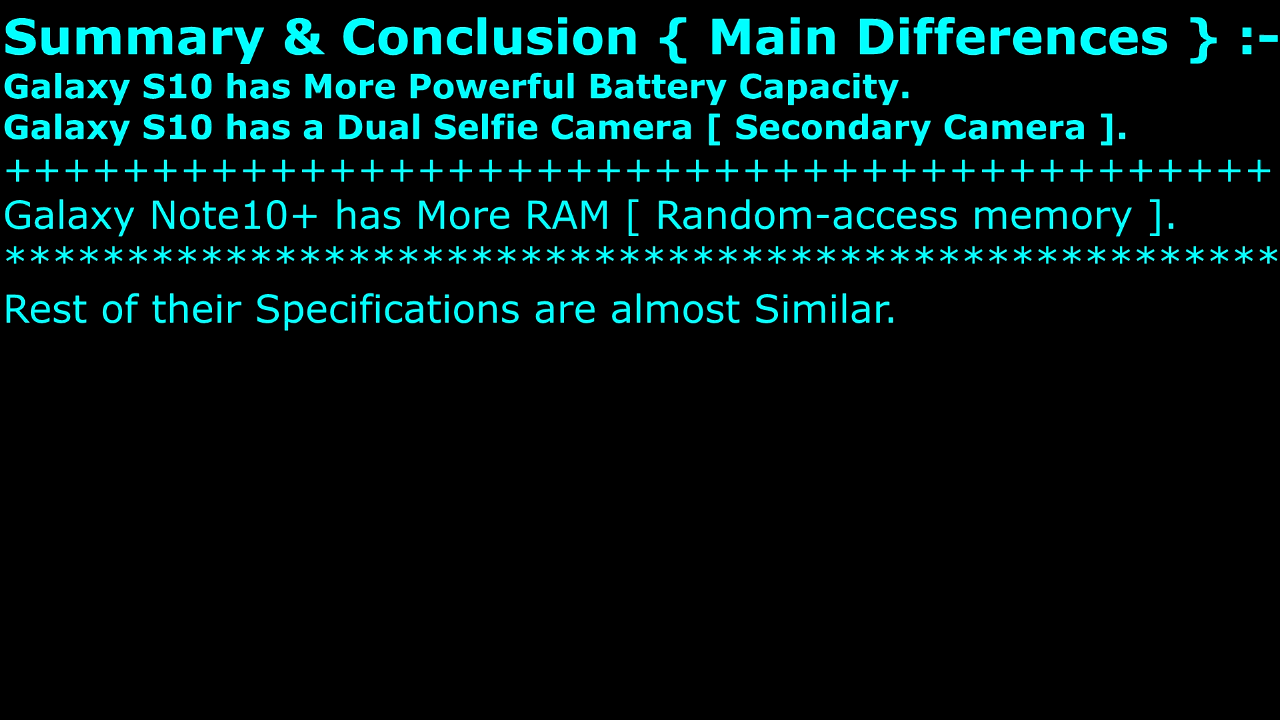 Summary & Conclusion { Main Differences } :-
Galaxy S10 has More Powerful Battery Capacity.
Galaxy S10 has a Dual Selfie Camera [ Secondary Camera ].
+++++++++++++++++++++++++++++++++++++++++++
Galaxy Note10+ has More RAM [ Random-access memory ].
****************************************************
Rest of their Specifications are almost Similar.